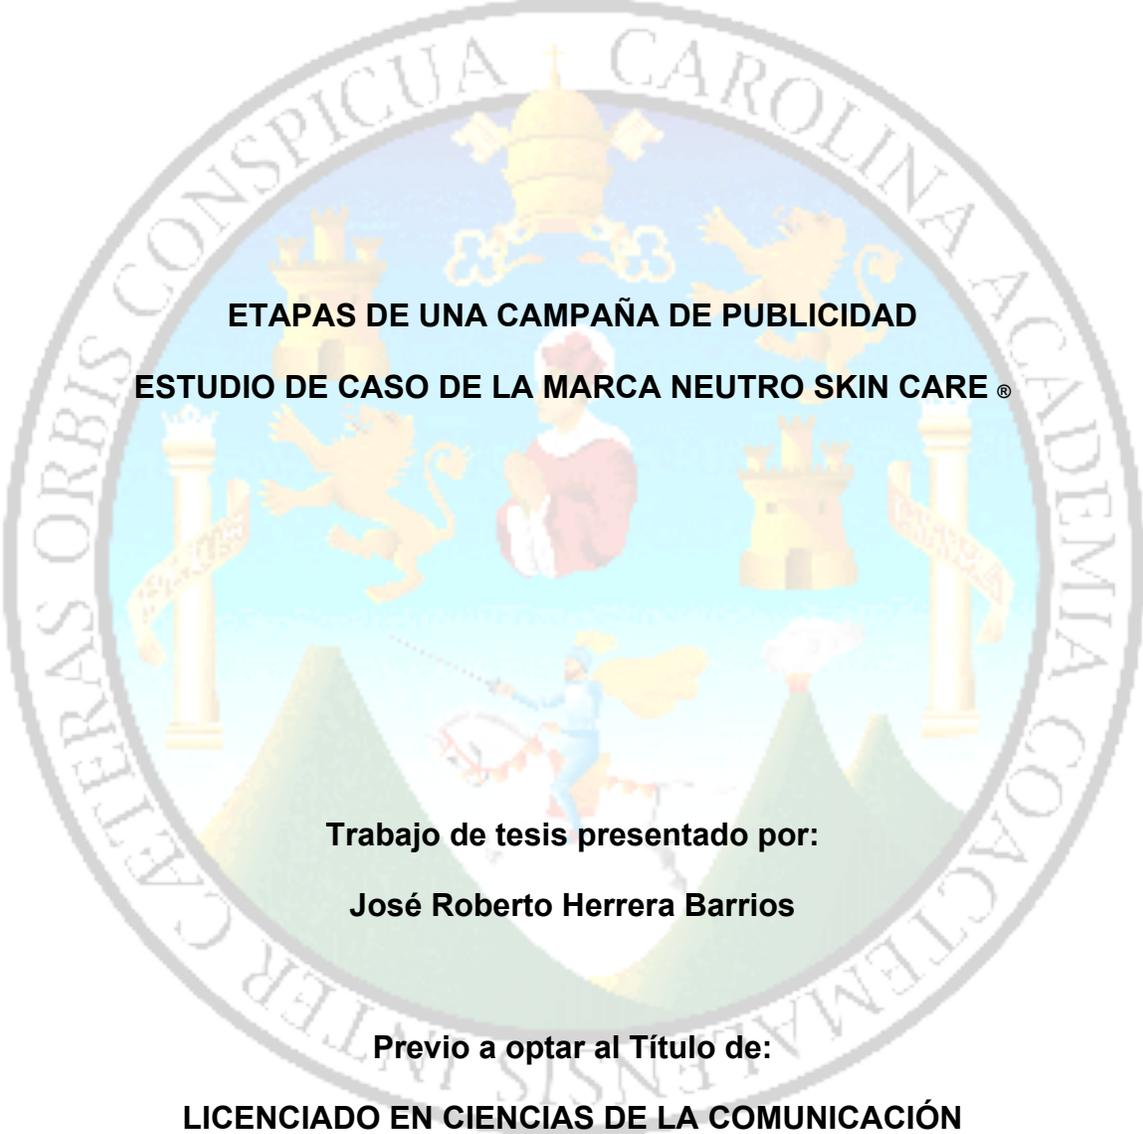 CAETERAS ORBIS CONSPICUA CAROLINA ACADEMIA COACTEMALENSIS INTER
ETAPAS DE UNA CAMPAÑA DE PUBLICIDAD
ESTUDIO DE CASO DE LA MARCA NEUTRO SKIN CARE ®
Trabajo de tesis presentado por:
José Roberto Herrera Barrios
Previo a optar al Título de:
LICENCIADO EN CIENCIAS DE LA COMUNICACIÓN